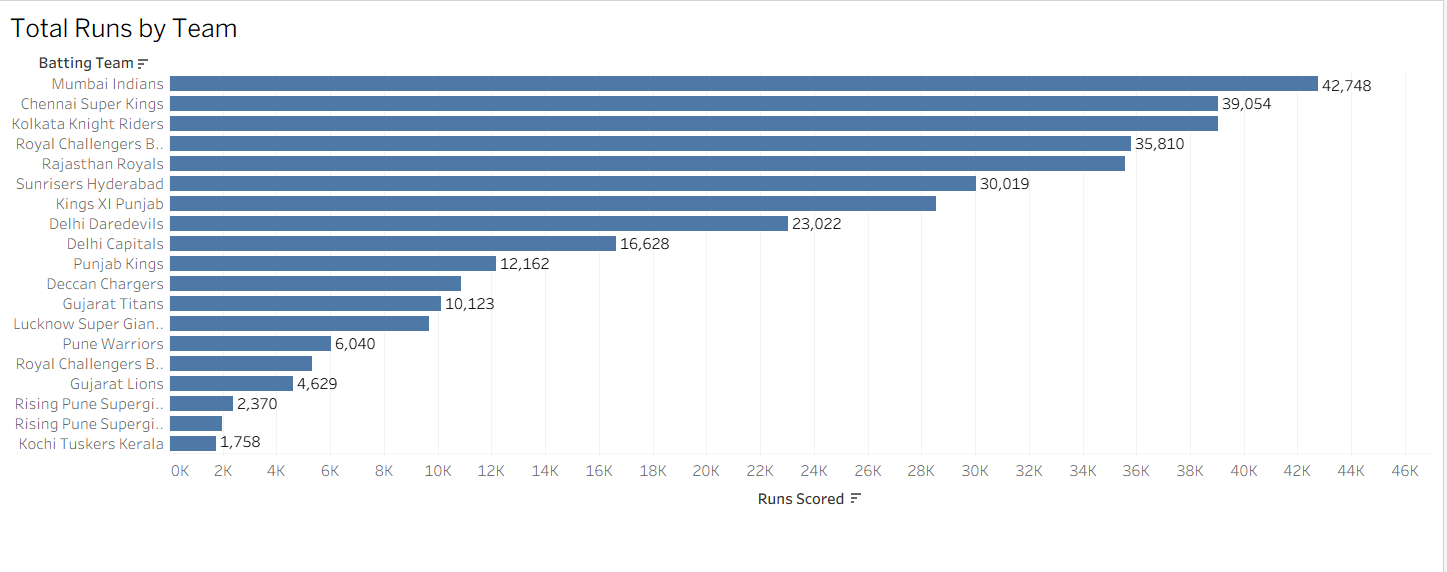 Total Runs by Team
Batting Team
Mumbai Indians 42,748
Chennai Super Kings 39,054
Kolkata Knight Riders
Royal Challengers B.. 35,810
Rajasthan Royals
Sunrisers Hyderabad 30,019
Kings XI Punjab
Delhi Daredevils 23,022
Delhi Capitals 16,628
Punjab Kings 12,162
Deccan Chargers
Gujarat Titans 10,123
Lucknow Super Gian..
Pune Warriors 6,040
Royal Challengers B..
Gujarat Lions 4,629
Rising Pune Supergi.. 2,370
Rising Pune Supergi..
Kochi Tuskers Kerala 1,758
0K 2K 4K 6K 8K 10K 12K 14K 16K 18K 20K 22K 24K 26K 28K 30K 32K 34K 36K 38K 40K 42K 44K 46K
Runs Scored